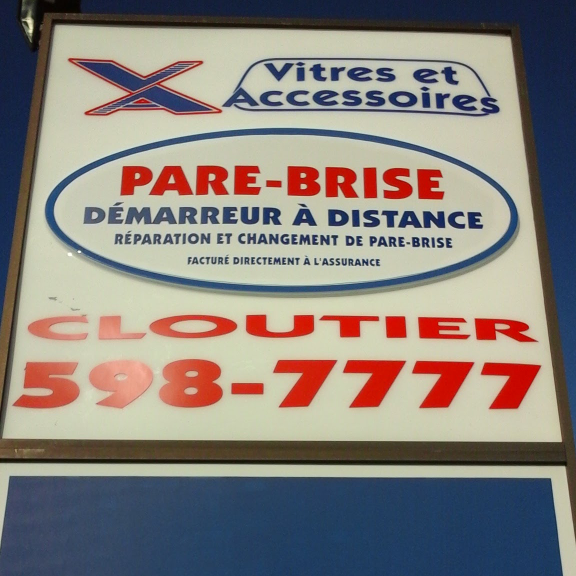 Vitres et
Accessoires
PARE-BRISE
DÉMARREUR À DISTANCE
RÉPARATION ET CHANGEMENT DE PARE-BRISE
FACTURÉ DIRECTEMENT À L'ASSURANCE
CLOUTIER
598-7777